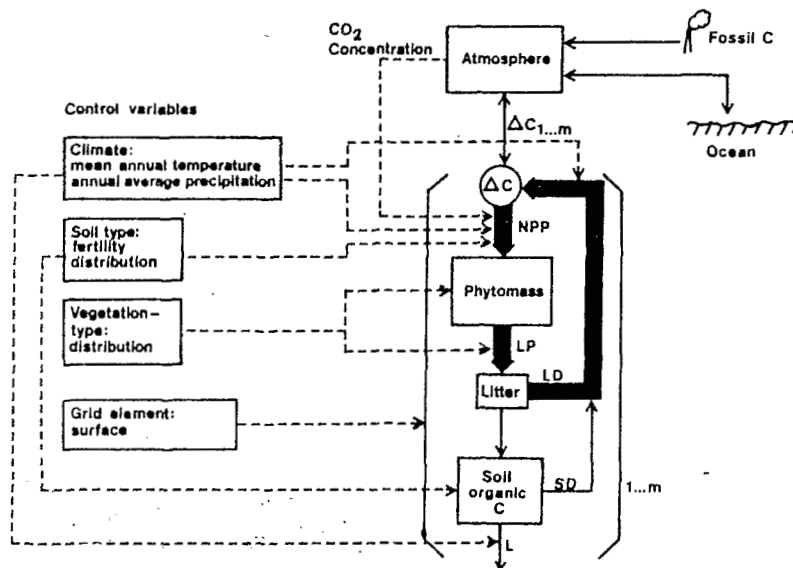 CO2
Concentration
Atmosphere
Fossil C
Ocean
ΔC1...m
Control variables
Climate:
mean annual temperature
annual average precipitation
ΔC
NPP
Soil type:
fertility
distribution
Phytomass
Vegetation-
type:
distribution
LP
LD
Litter
Grid element:
surface
Soil
organic
C
SD
1...m
L